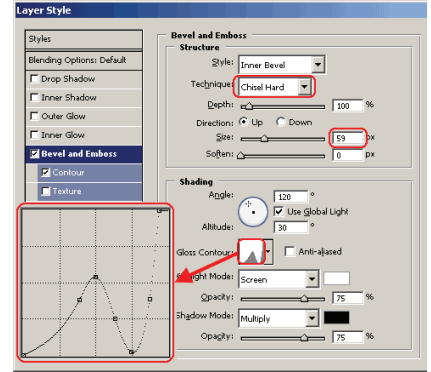 Layer Style
Styles
Blending Options: Default
Drop Shadow
Inner Shadow
Outer Glow
Inner Glow
Bevel and Emboss
Contour
Texture
Bevel and Emboss
Structure
Style: Inner Bevel
Technique: Chisel Hard
Depth: 100 %
Direction: Up Down
Size: 59 px
Soften: 0 px
Shading
Angle: 120 °
Use Global Light
Altitude: 30 °
Gloss Contour: Anti-aliased
Mode: Screen
Opacity: 75 %
Shadow Mode: Multiply
Opacity: 75 %